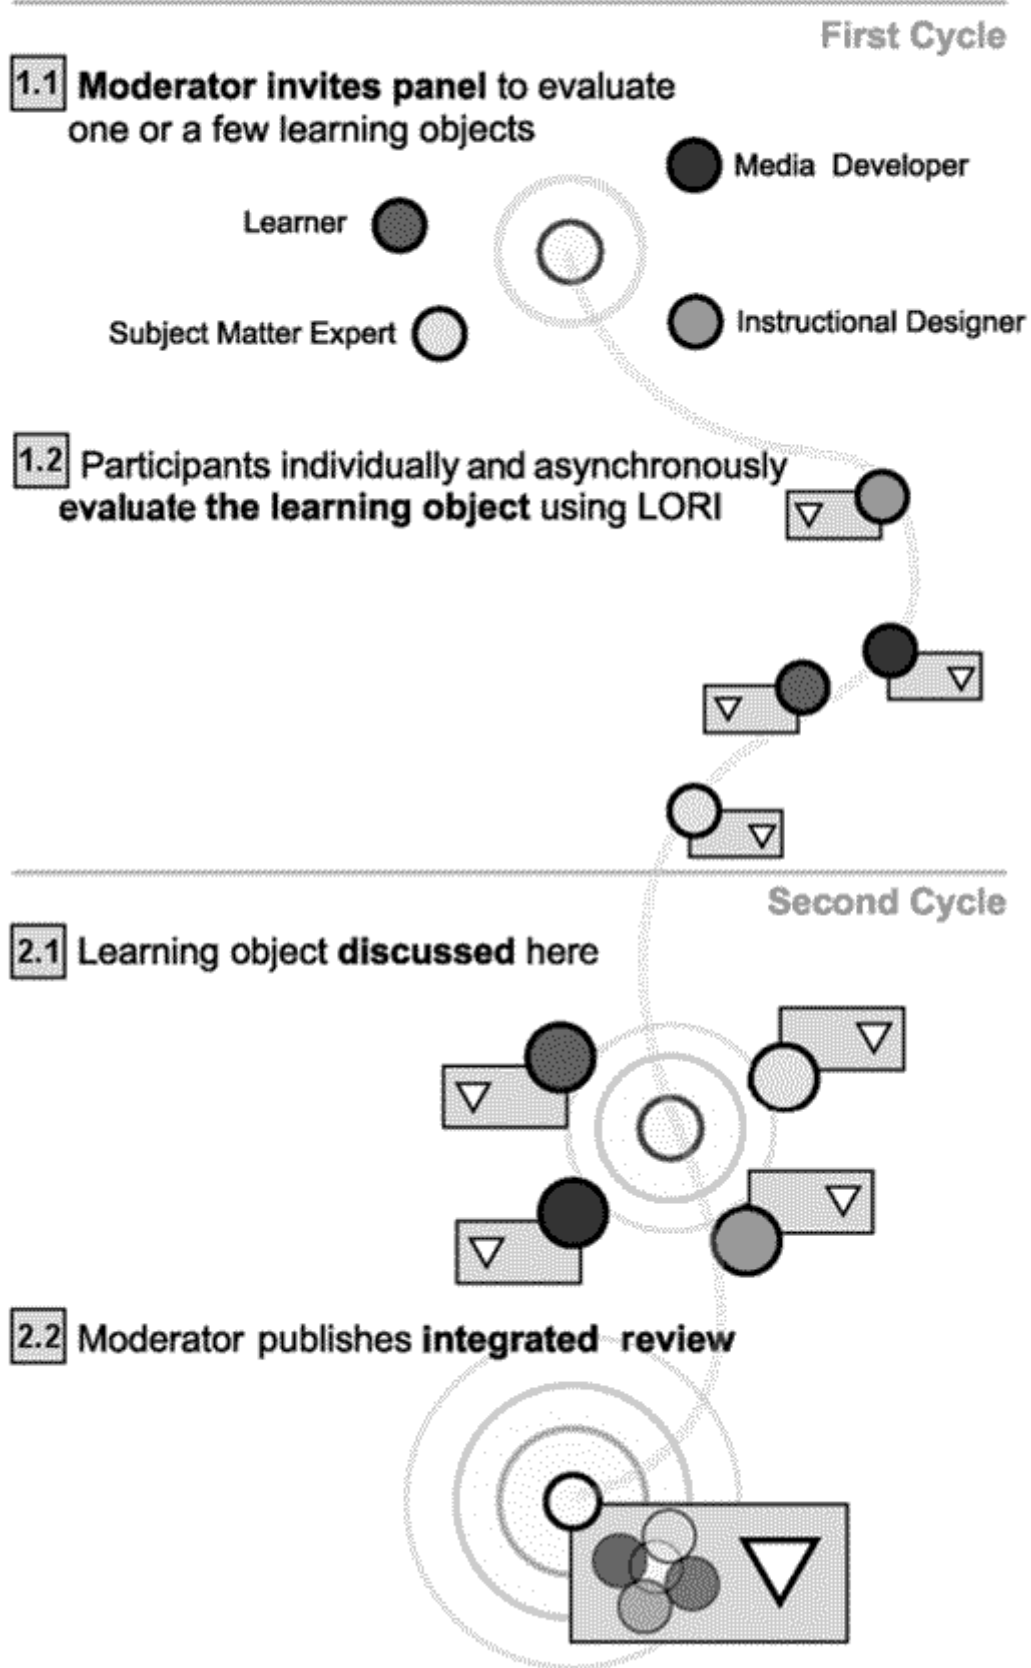 First Cycle
1.1 Moderator invites panel to evaluate
one or a few learning objects
Media Developer
Learner
Instructional Designer
Subject Matter Expert
1.2 Participants individually and asynchronously
evaluate the learning object using LORI
Second Cycle
2.1 Learning object discussed here
2.2 Moderator publishes integrated review